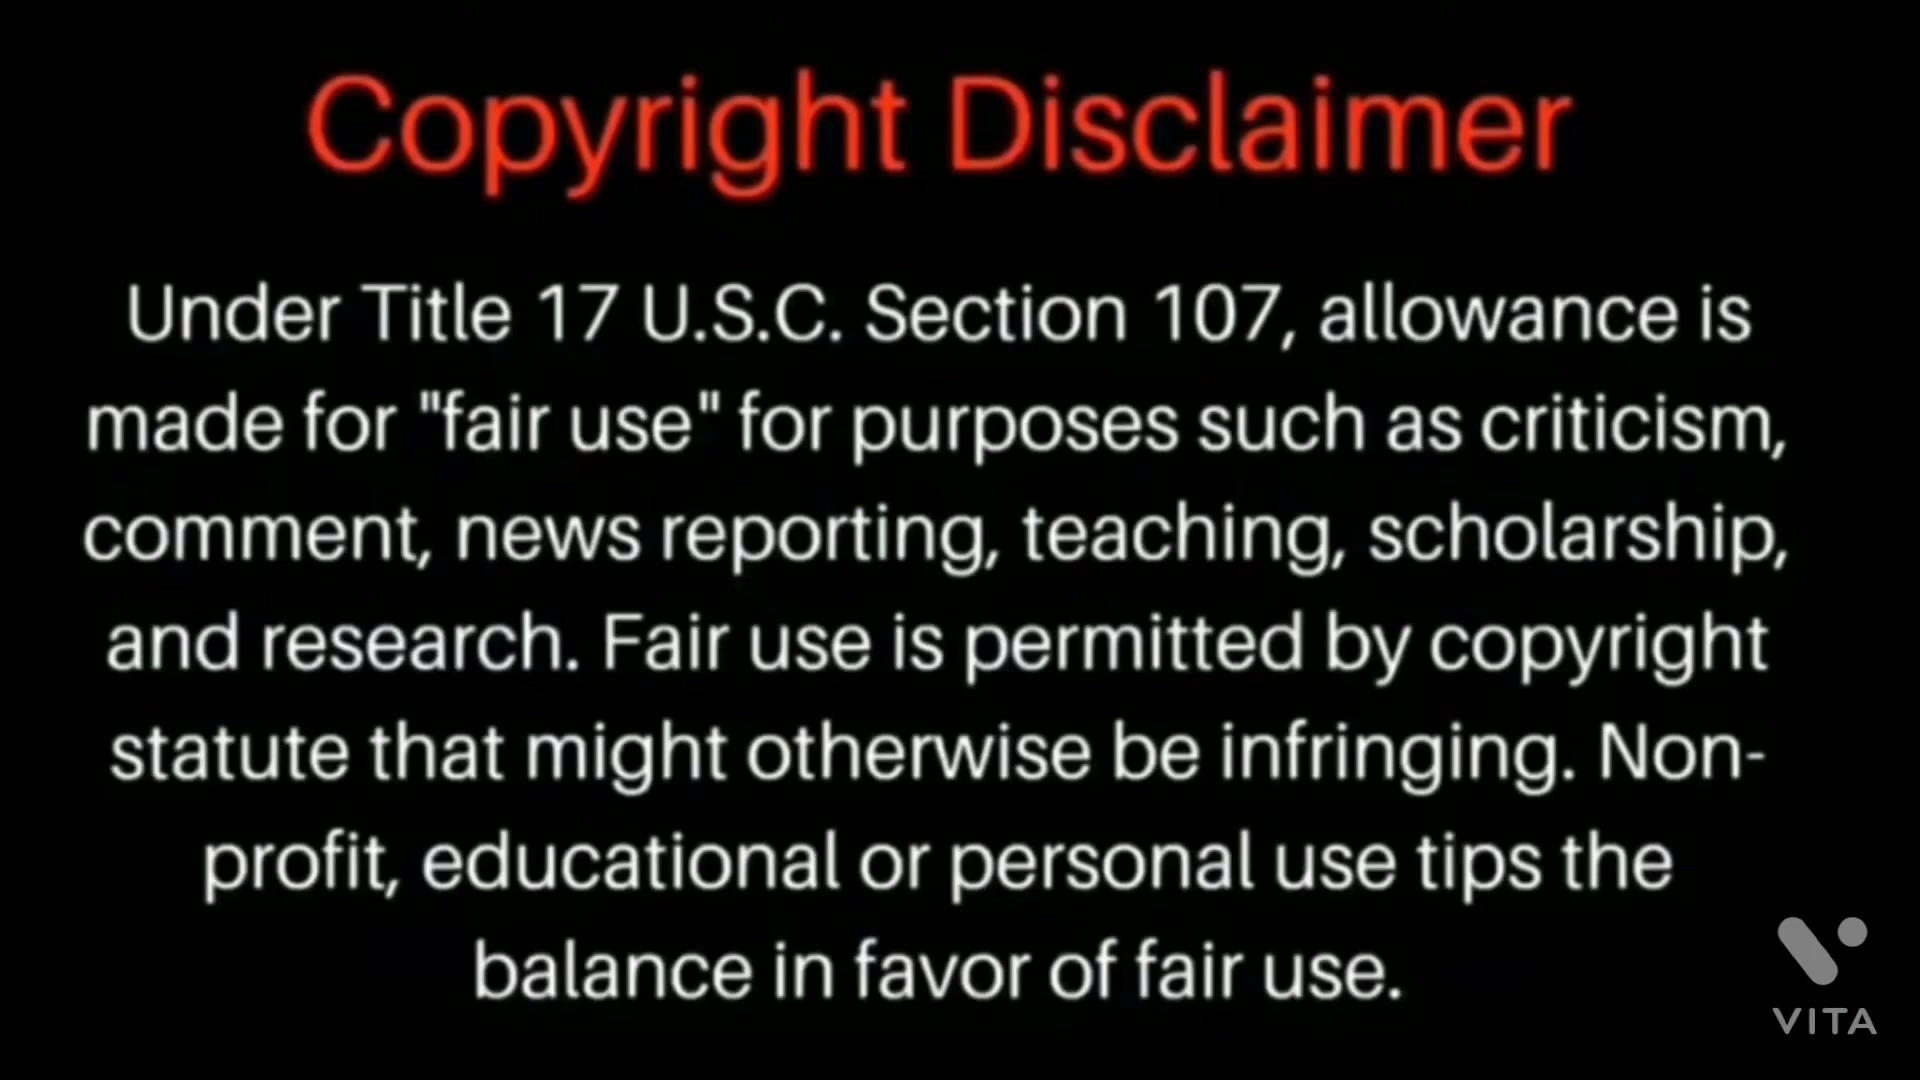 Copyright Disclaimer
Under Title 17 U.S.C. Section 107, allowance is
made for "fair use" for purposes such as criticism,
comment, news reporting, teaching, scholarship,
and research. Fair use is permitted by copyright
statute that might otherwise be infringing. Non-
profit, educational or personal use tips the
balance in favor of fair use.
VITA